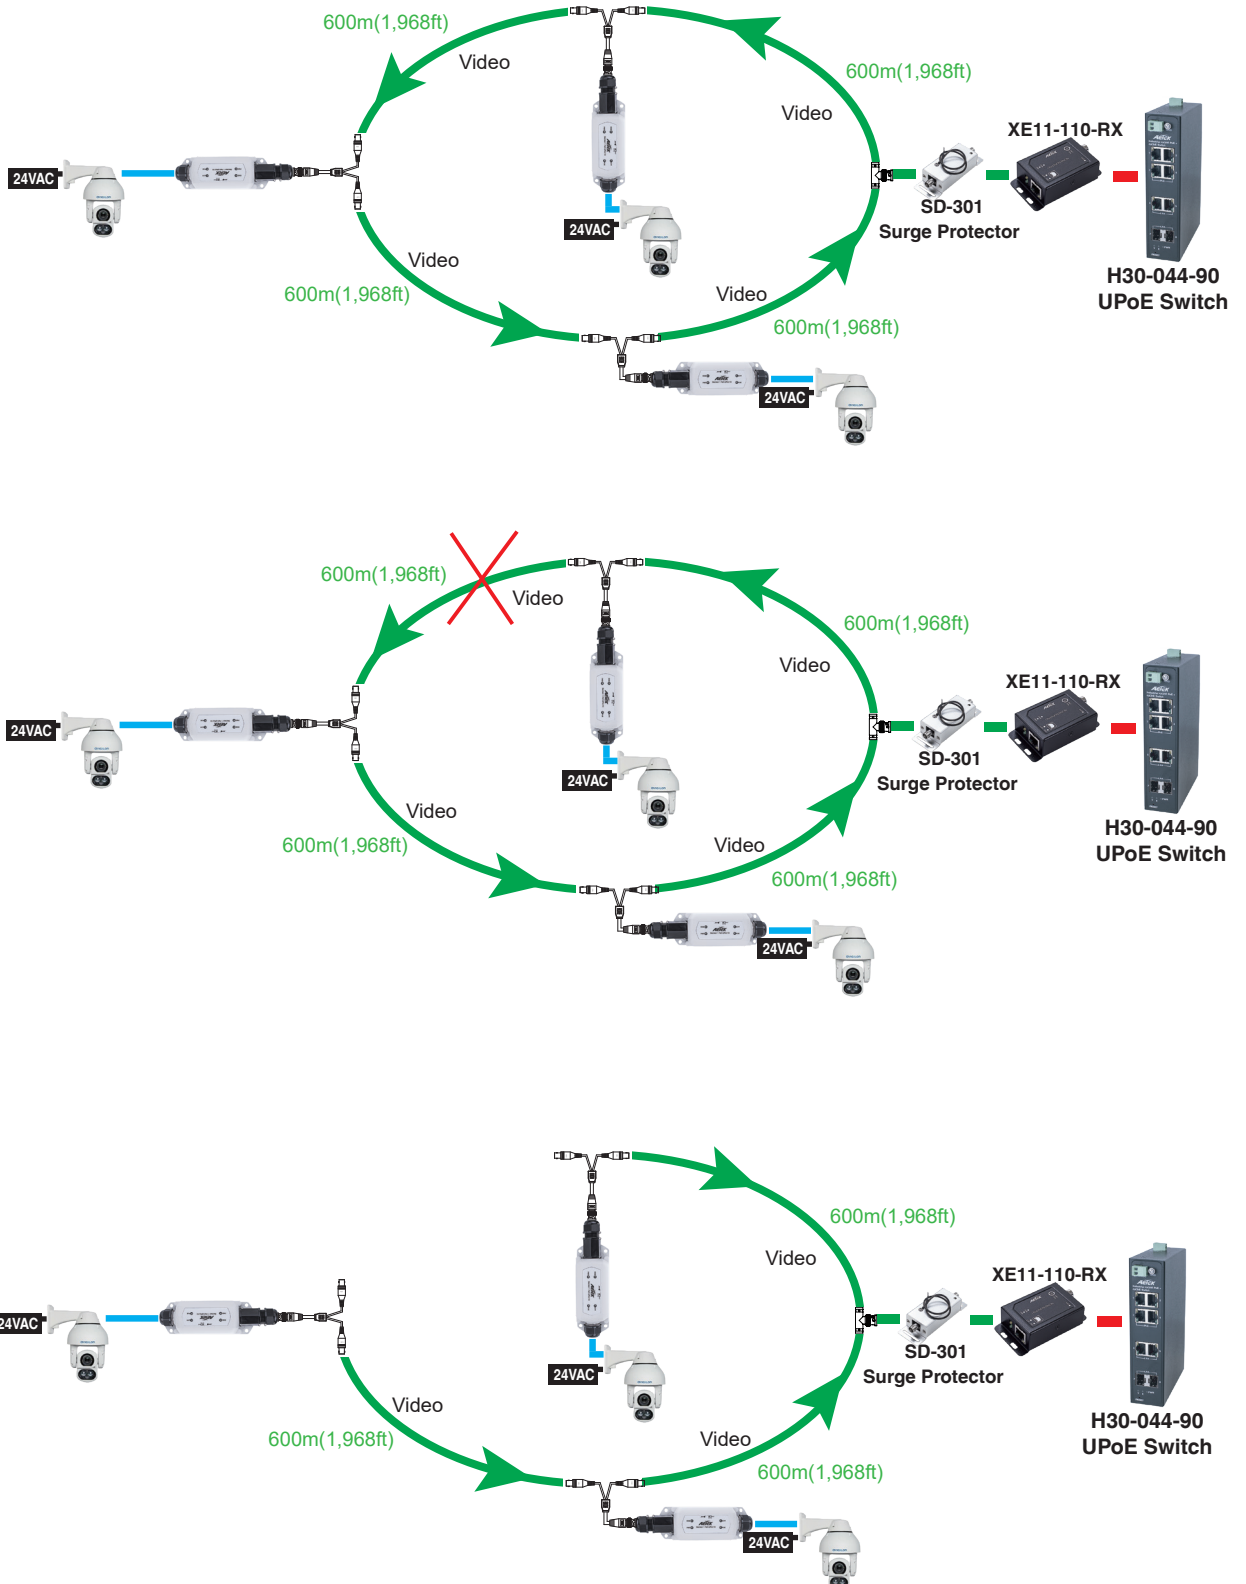 600m(1,968ft)
Video
600m(1,968ft)
Video
XE11-110-RX
24VAC
SD-301
Surge Protector
24VAC
H30-044-90
UPoE Switch
Video
600m(1,968ft)
Video
600m(1,968ft)
24VAC
600m(1,968ft)
Video
600m(1,968ft)
Video
XE11-110-RX
24VAC
SD-301
Surge Protector
24VAC
H30-044-90
UPoE Switch
Video
600m(1,968ft)
Video
600m(1,968ft)
24VAC
600m(1,968ft)
Video
XE11-110-RX
24VAC
SD-301
Surge Protector
24VAC
H30-044-90
UPoE Switch
Video
600m(1,968ft)
Video
600m(1,968ft)
24VAC